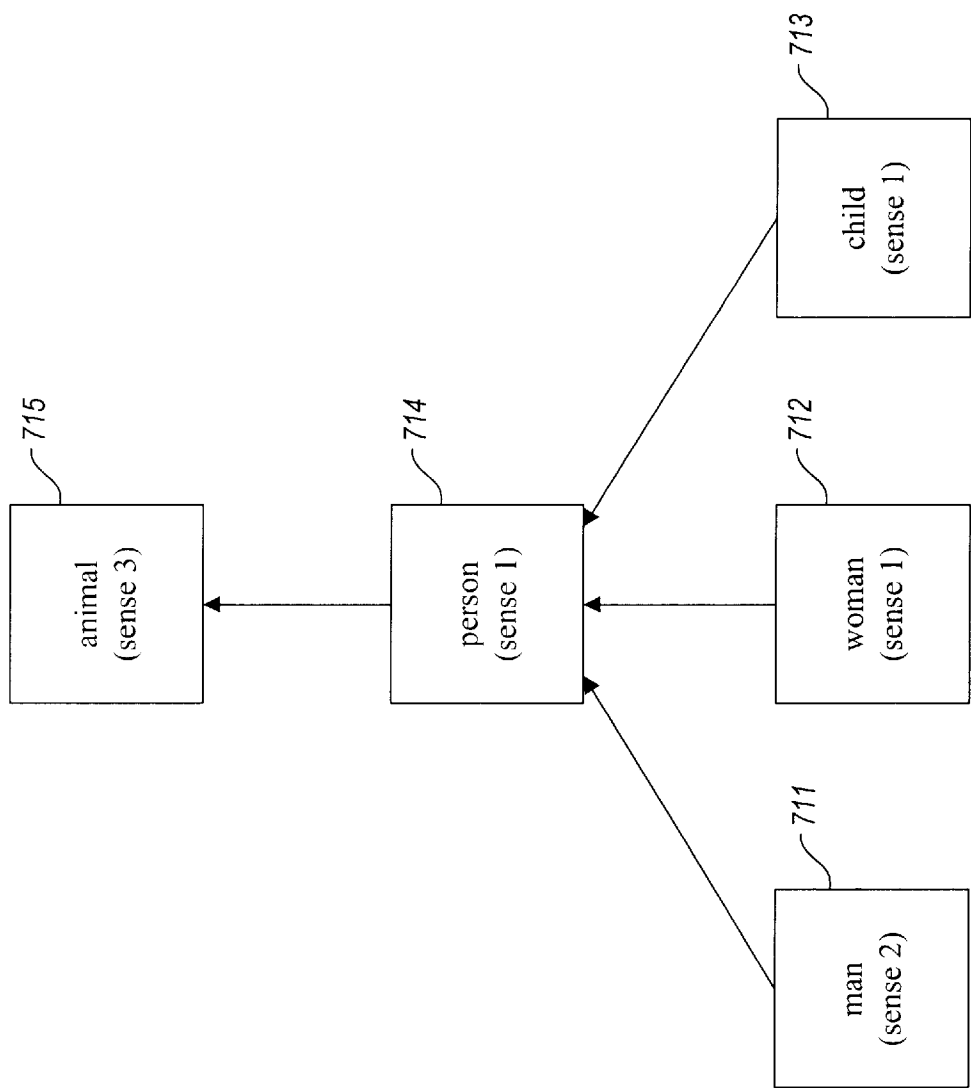 715
animal
(sense 3)
714
person
(sense 1)
711
man
(sense 2)
712
woman
(sense 1)
713
child
(sense 1)